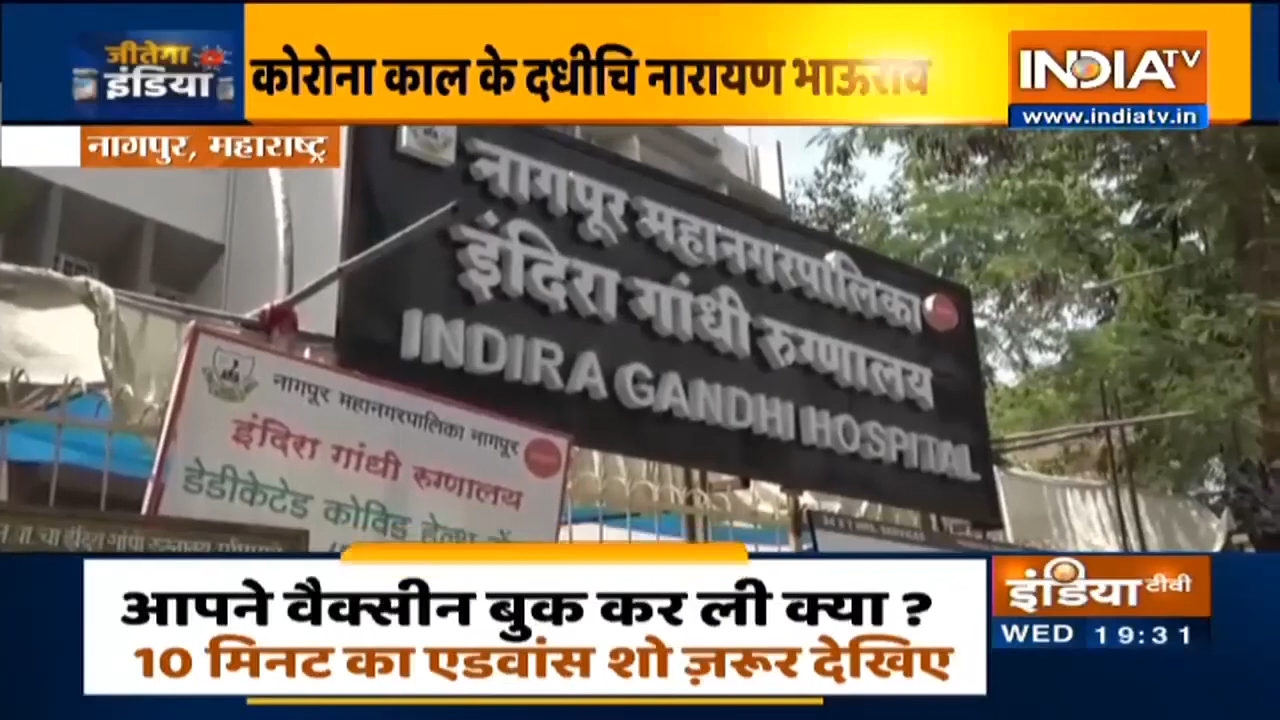 जीतेगा
इंडिया
कोरोना काल के दधीचि नारायण भाऊराव
INDIA TV
www.indiatv.in
नागपुर, महाराष्ट्र
नागपूर महानगरपालिका
इंदिरा गांधी रुग्णालय
INDIRA GANDHI HOSPITAL
नागपूर महानगरपालिका नागपूर
इंदिरा गांधी रुग्णालय
डेडीकेटेड कोविड हेल्थ
आपने वैक्सीन बुक कर ली क्या ?
10 मिनट का एडवांस शो ज़रूर देखिए
इंडिया टीवी
WED 19:31